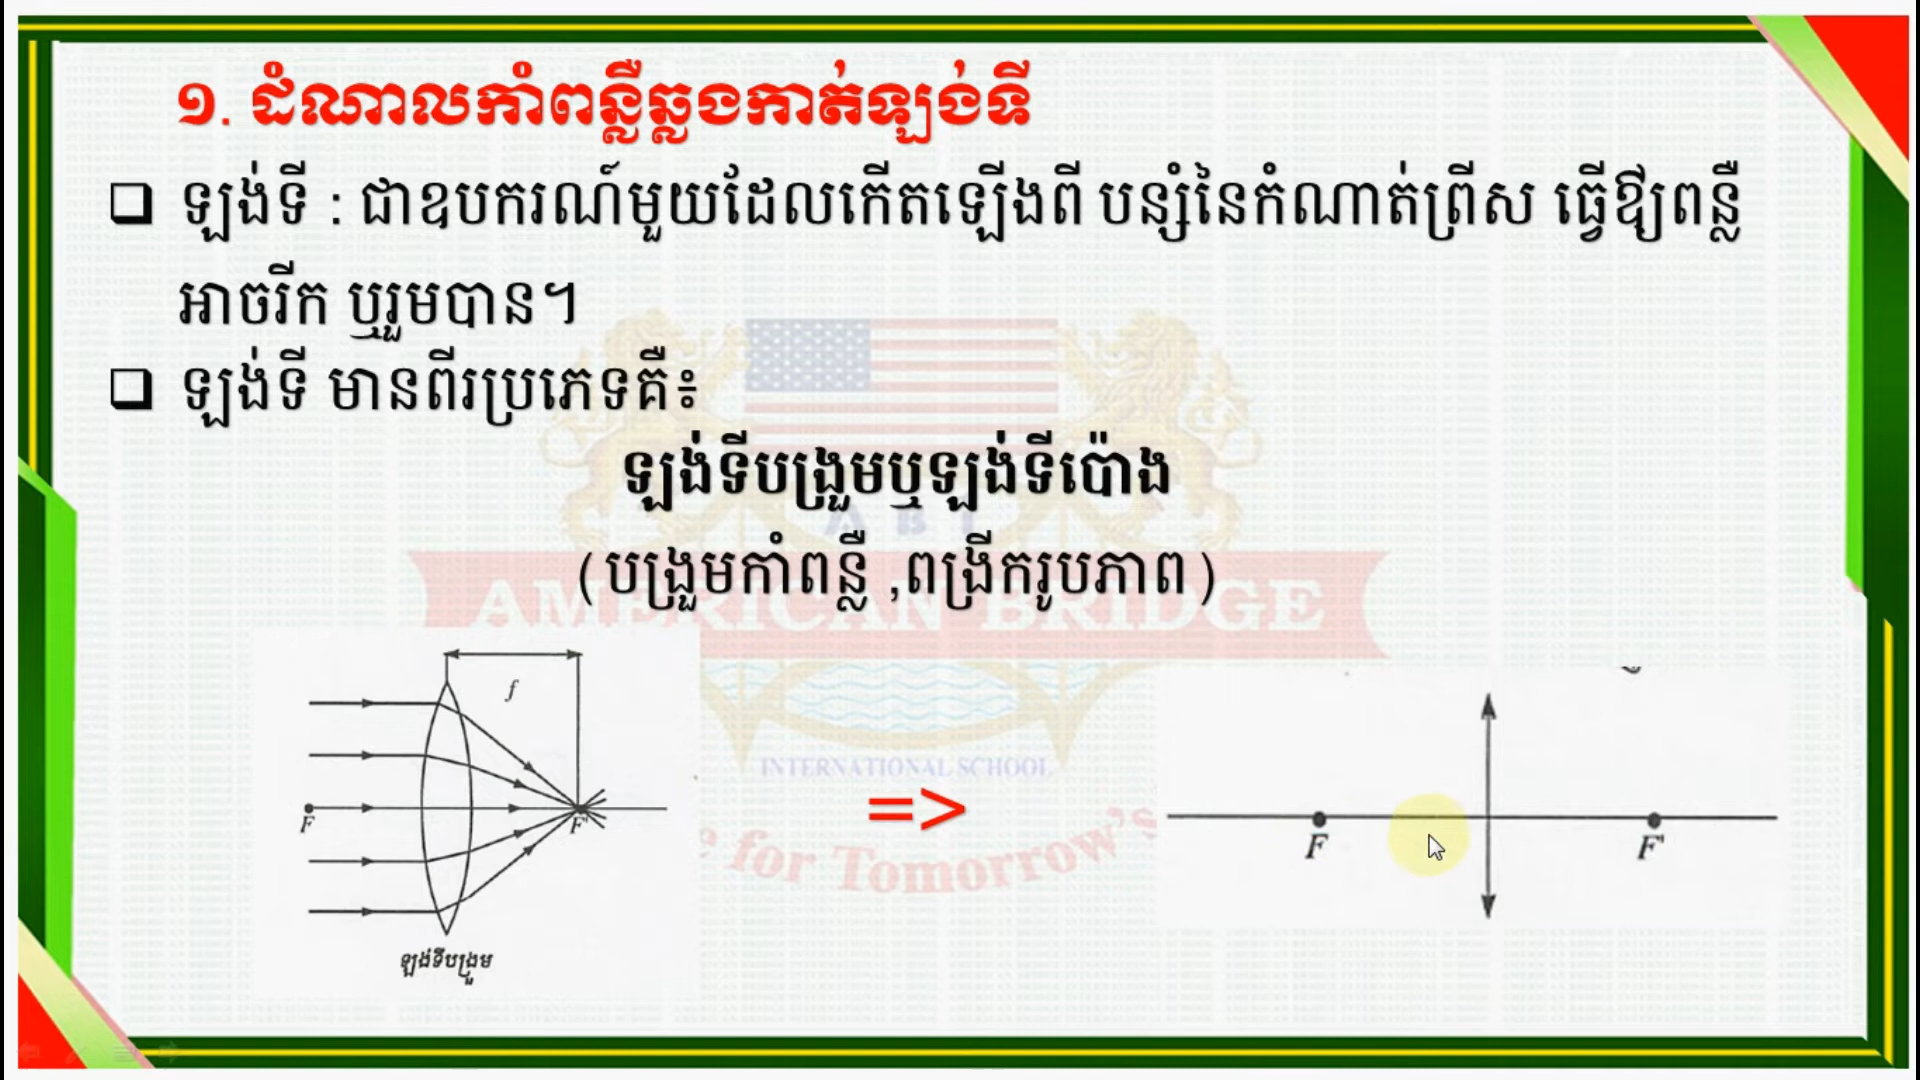 ១. ដំណាលកាំពន្លឺឆ្លងកាត់ឡង់ទី
ឡង់ទី : ជាឧបករណ៍មួយដែលកើតឡើងពី បន្សំនៃកំណាត់ព្រីស ធ្វើឱ្យពន្លឺ
អាចរីក ឬរួមបាន។
ឡង់ទី មានពីរប្រភេទគឺ៖
ឡង់ទីបង្រួមឬឡង់ទីប៉ោង
(បង្រួមកាំពន្លឺ ,ពង្រីករូបភាព)
A B I
AMERICAN BRIDGE
INTERNATIONAL SCHOOL
for Tomorrow's
f
F
F'
ឡង់ទីបង្រួម
=>
F
F'